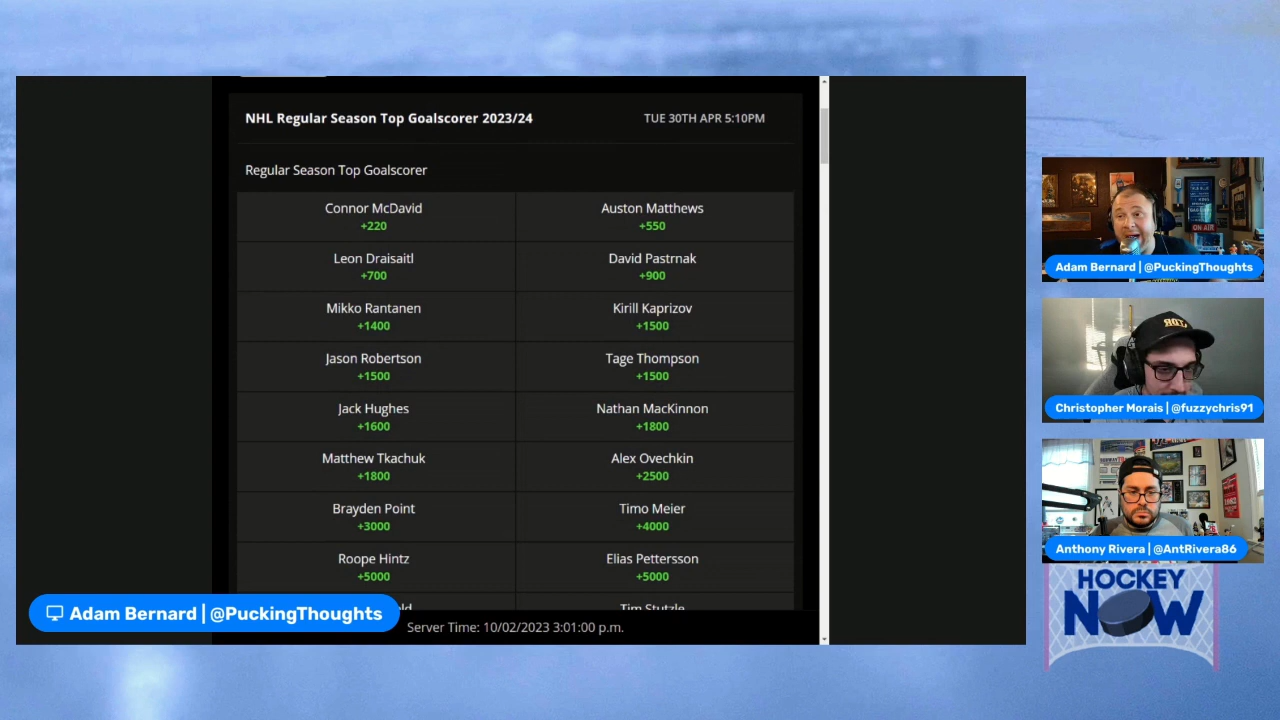 NHL Regular Season Top Goalscorer 2023/24
TUE 30TH APR 5:10PM
Regular Season Top Goalscorer
Connor McDavid
+220
Auston Matthews
+550
Leon Draisaitl
+700
David Pastrnak
+900
Mikko Rantanen
+1400
Kirill Kaprizov
+1500
Jason Robertson
+1500
Tage Thompson
+1500
Jack Hughes
+1600
Nathan MacKinnon
+1800
Matthew Tkachuk
+1800
Alex Ovechkin
+2500
Brayden Point
+3000
Timo Meier
+4000
Roope Hintz
+5000
Elias Pettersson
+5000
Tim Stutzle
Adam Bernard | @PuckingThoughts
Server Time: 10/02/2023 3:01:00 p.m.
ON AIR
Adam Bernard | @PuckingThoughts
Christopher Morais | @fuzzychris91
Anthony Rivera | @AntRivera86
HOCKEY
NOW